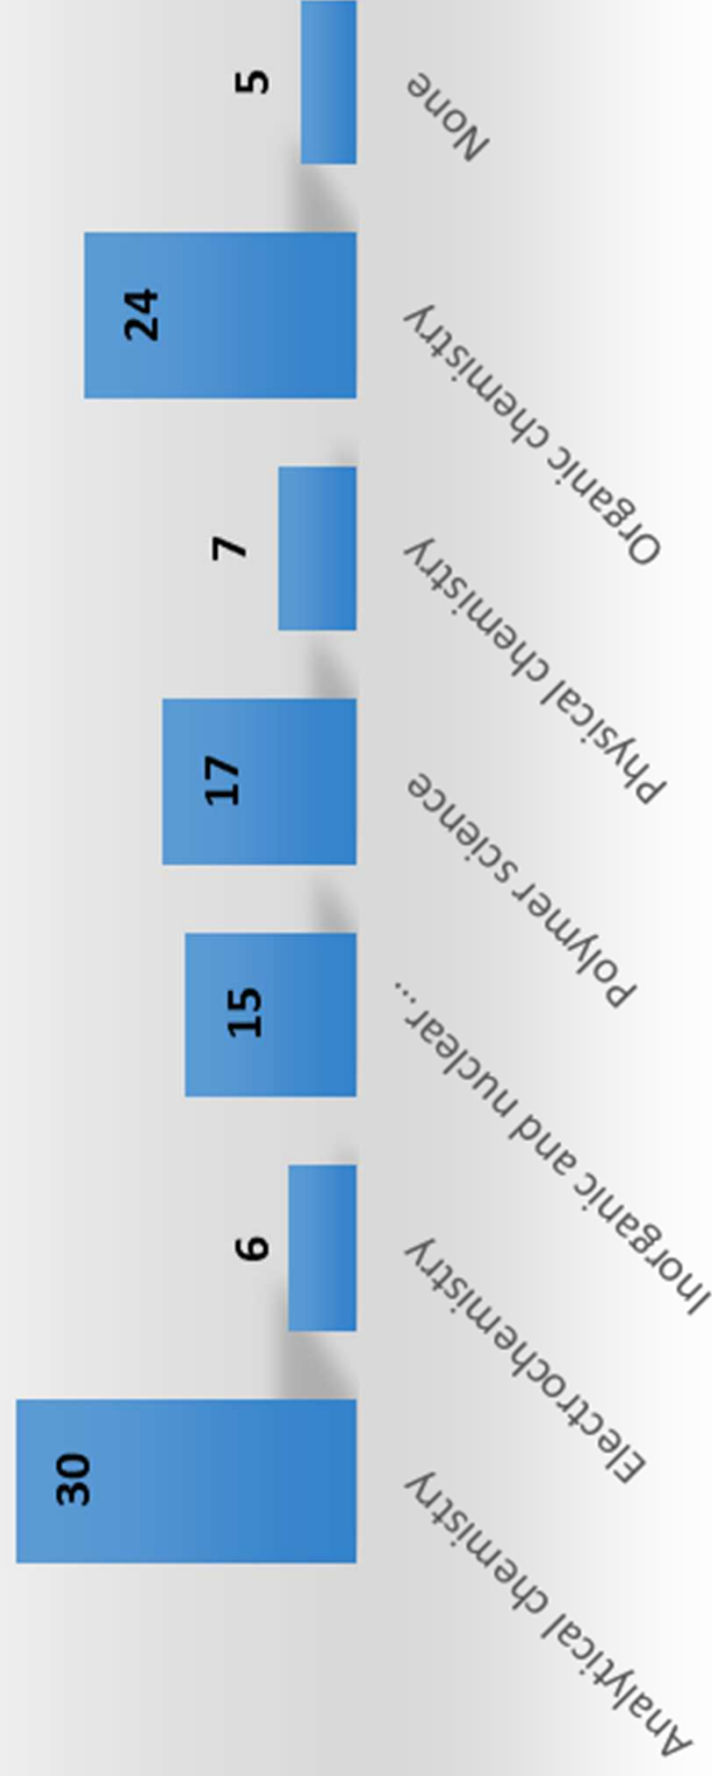 30
6
15
17
7
24
5
Analytical chemistry
Electrochemistry
Inorganic and nuclear...
Polymer science
Physical chemistry
Organic chemistry
None